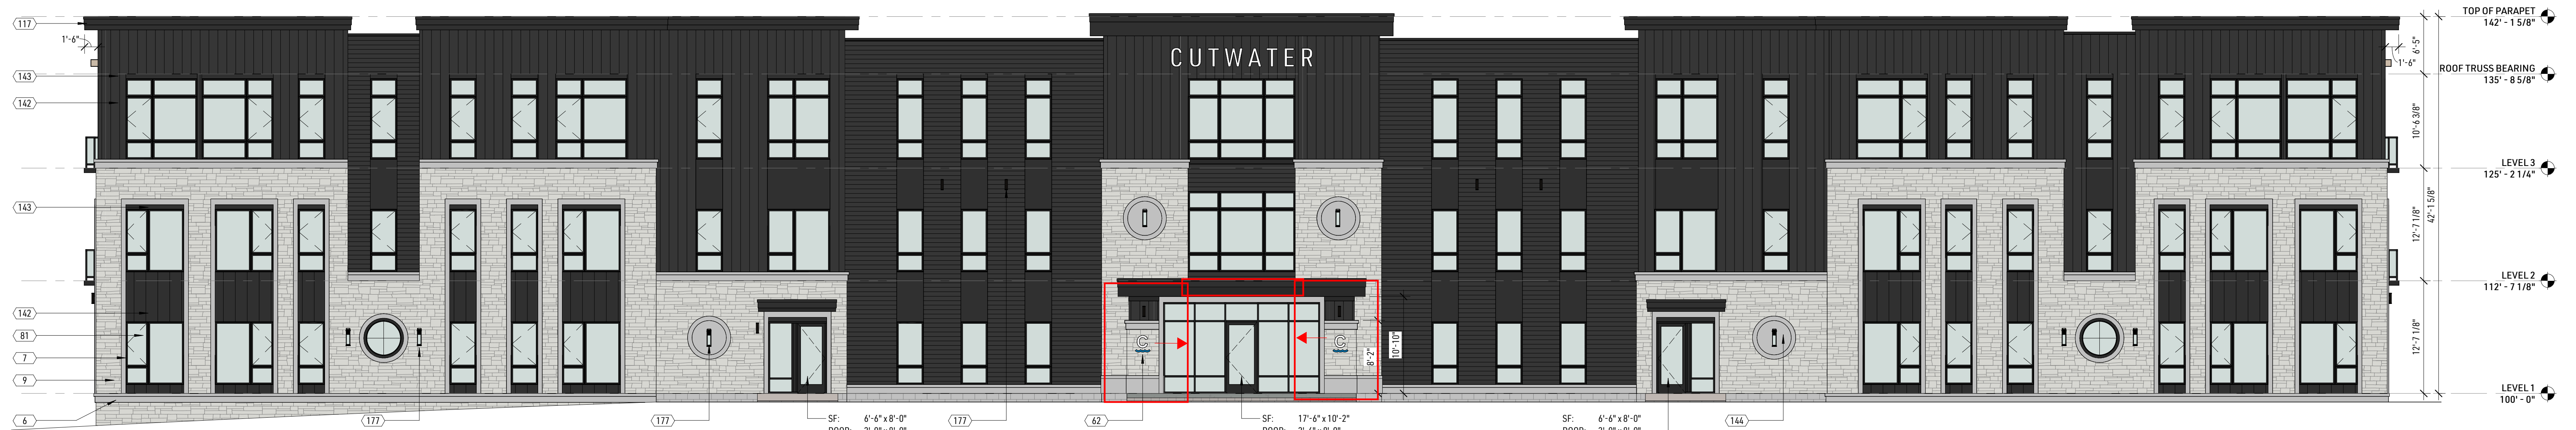 117
1'-6"
143
142
143
142
81
7
9
6
177
177
177
62
144
CUTWATER
C
C
8'-2"
10'-10"
SF: 6'-6" x 8'-0"
SF: 17'-6" x 10'-2"
SF: 6'-6" x 8'-0"
1'-6"
6'-5"
10'-6 3/8"
12'-7 1/8"
12'-7 1/8"
42'-1 5/8"
TOP OF PARAPET
142' - 1 5/8"
ROOF TRUSS BEARING
135' - 8 5/8"
LEVEL 3
125' - 2 1/4"
LEVEL 2
112' - 7 1/8"
LEVEL 1
100' - 0"